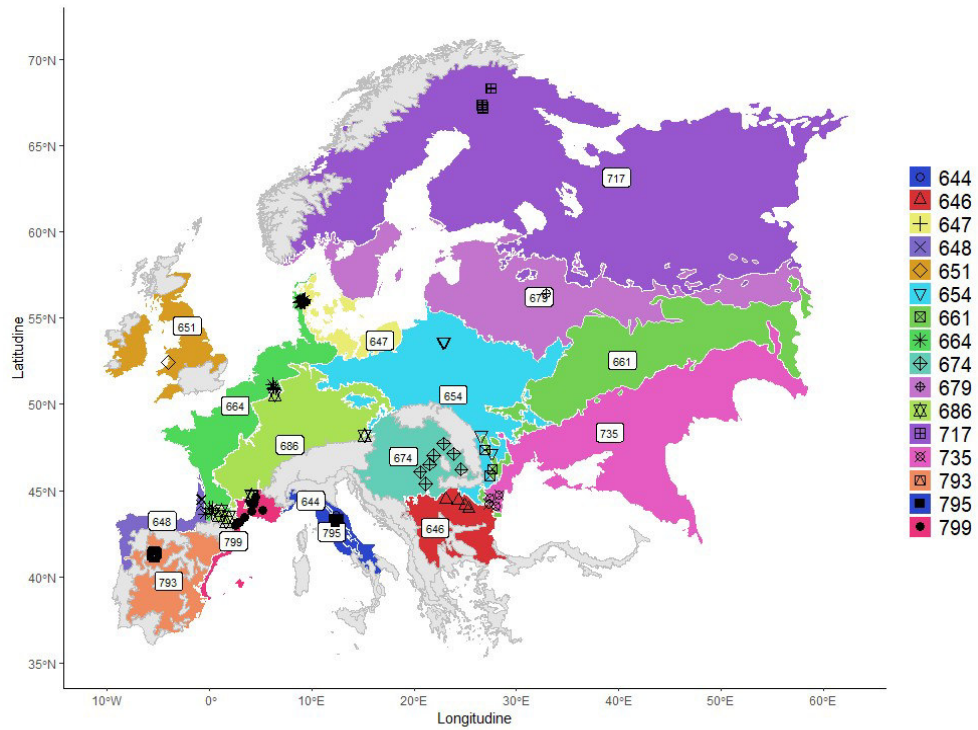 70°N
65°N
60°N
55°N
50°N
45°N
40°N
35°N
Latitudine
717
679
651
647
661
654
664
735
686
674
644
648
795
646
799
793
10°W
0°
10°E
20°E
30°E
40°E
50°E
60°E
Longitudine
644
646
647
648
651
654
661
664
674
679
686
717
735
793
795
799